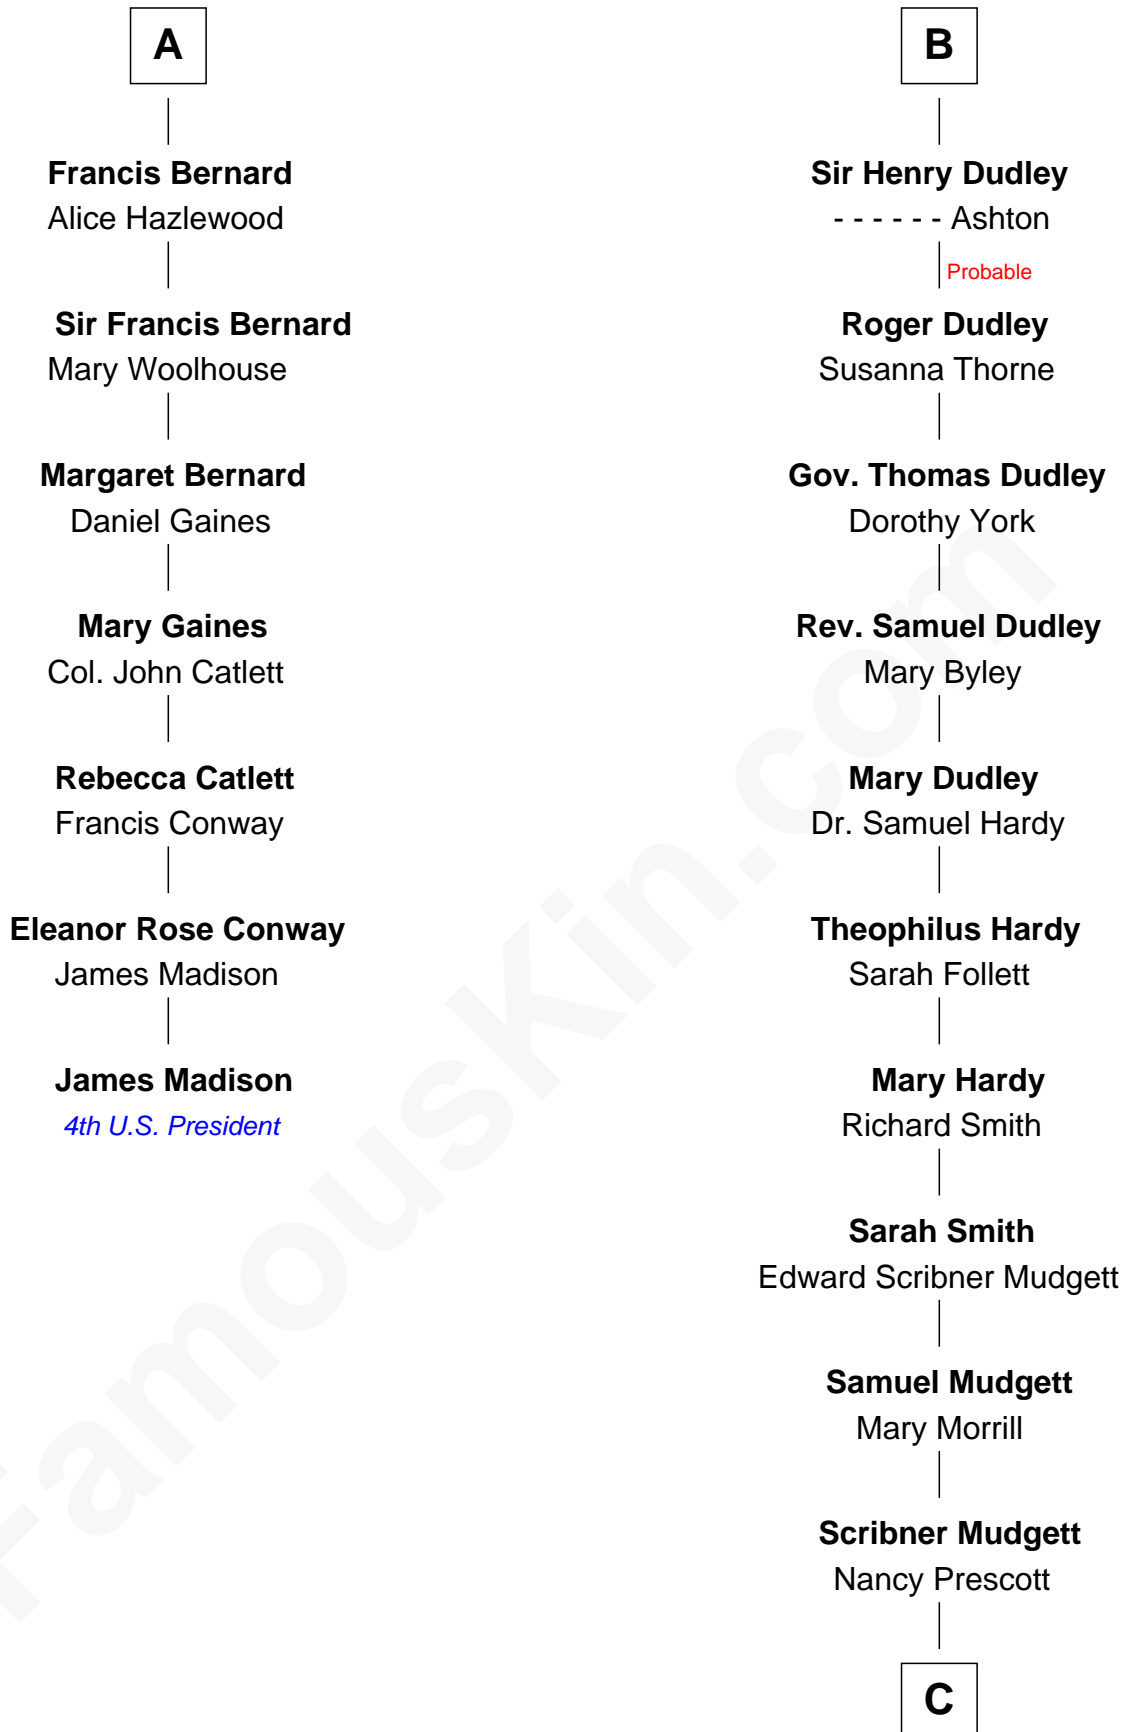 A
Francis Bernard
Alice Hazlewood
Sir Francis Bernard
Mary Woolhouse
Margaret Bernard
Daniel Gaines
Mary Gaines
Col. John Catlett
Rebecca Catlett
Francis Conway
Eleanor Rose Conway
James Madison
James Madison
4th U.S. President
B
Sir Henry Dudley
- - - - - - Ashton
Probable
Roger Dudley
Susanna Thorne
Gov. Thomas Dudley
Dorothy York
Rev. Samuel Dudley
Mary Byley
Mary Dudley
Dr. Samuel Hardy
Theophilus Hardy
Sarah Follett
Mary Hardy
Richard Smith
Sarah Smith
Edward Scribner Mudgett
Samuel Mudgett
Mary Morrill
Scribner Mudgett
Nancy Prescott
C
FamousKin.com